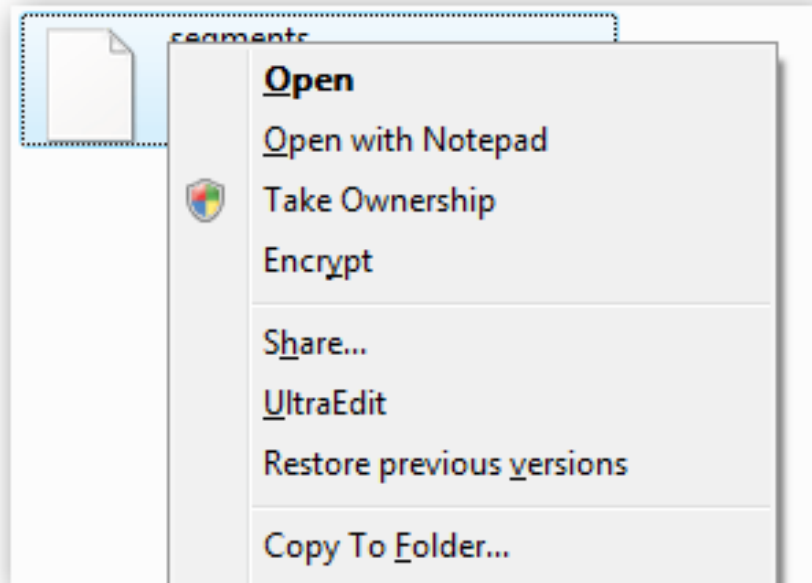 segments
Open
Open with Notepad
Take Ownership
Encrypt
Share...
UltraEdit
Restore previous versions
Copy To Folder...